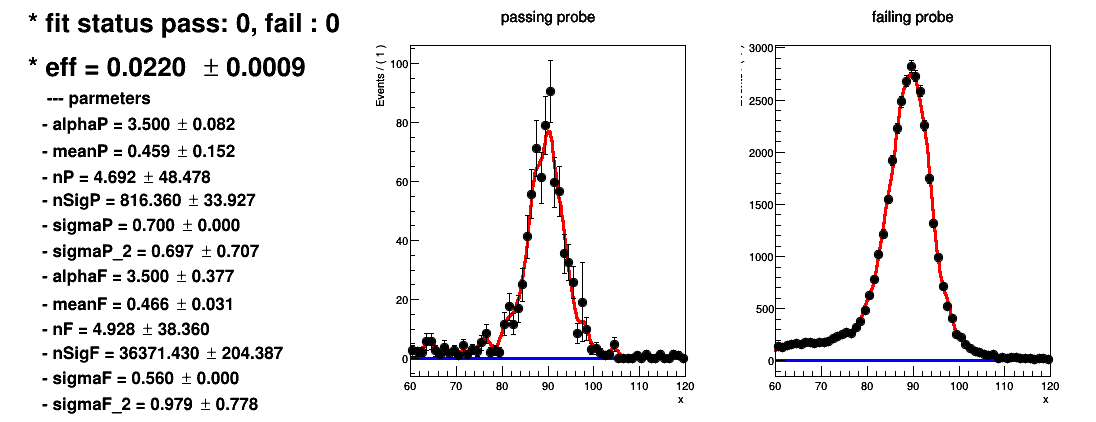 * fit status pass: 0, fail : 0
* eff = 0.0220 ± 0.0009
--- parmeters
- alphaP = 3.500 ± 0.082
- meanP = 0.459 ± 0.152
- nP = 4.692 ± 48.478
- nSigP = 816.360 ± 33.927
- sigmaP = 0.700 ± 0.000
- sigmaP_2 = 0.697 ± 0.707
- alphaF = 3.500 ± 0.377
- meanF = 0.466 ± 0.031
- nF = 4.928 ± 38.360
- nSigF = 36371.430 ± 204.387
- sigmaF = 0.560 ± 0.000
- sigmaF_2 = 0.979 ± 0.778
passing probe
Events / ( 1 )
100
80
60
40
20
0
60 70 80 90 100 110 120
x
failing probe
3000
2500
2000
1500
1000
500
0
60 70 80 90 100 110 120
x